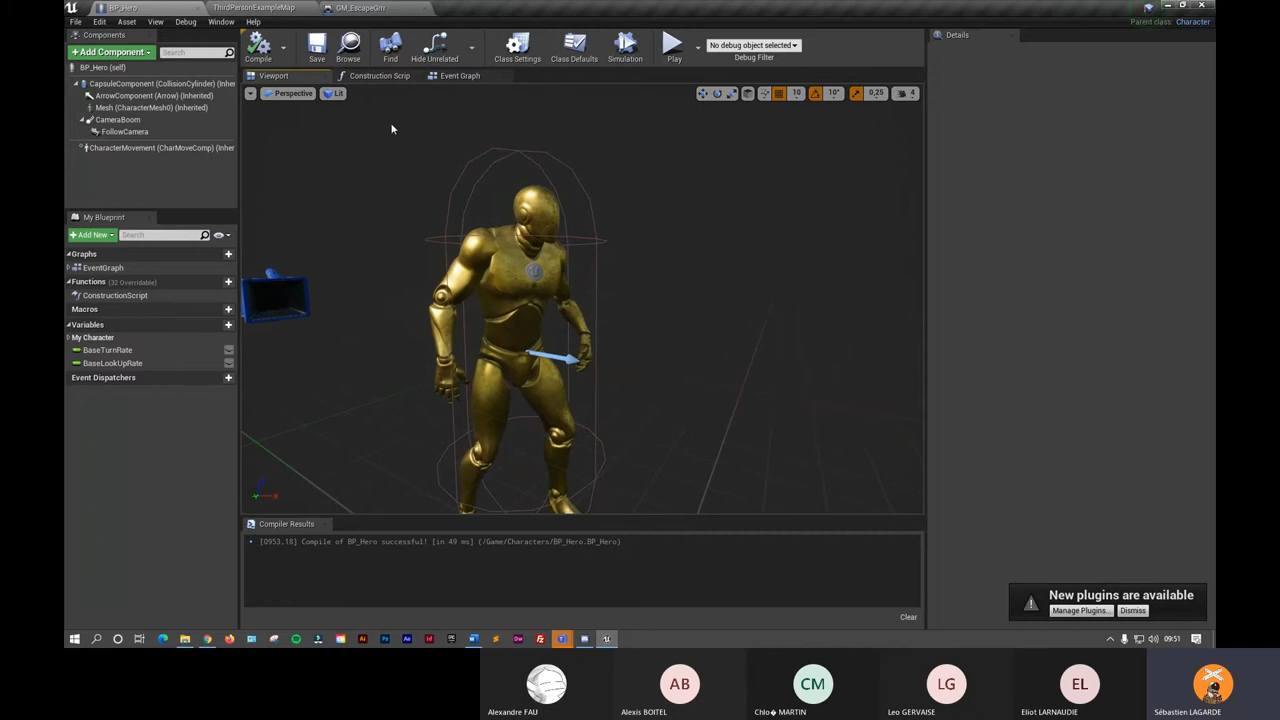 BP_Hero
ThirdPersonExampleMap
GM_EscapeGrrr
File Edit Asset View Debug Window Help
Parent class: Character
Components
+ Add Component
Search
BP_Hero (self)
CapsuleComponent (CollisionCylinder) (Inher
ArrowComponent (Arrow) (Inherited)
Mesh (CharacterMesh0) (Inherited)
CameraBoom
FollowCamera
CharacterMovement (CharMoveComp) (Inher
Compile
Save
Browse
Find
Hide Unrelated
Class Settings
Class Defaults
Simulation
Play
No debug object selected
Debug Filter
Details
Viewport
Construction Scrip
Event Graph
Perspective
Lit
10
10°
0,25
4
My Blueprint
+ Add New
Search
Graphs
EventGraph
Functions (32 Overridable)
ConstructionScript
Macros
Variables
My Character
BaseTurnRate
BaseLookUpRate
Event Dispatchers
Compiler Results
[0953,18] Compile of BP_Hero successful! [in 49 ms] (/Game/Characters/BP_Hero.BP_Hero)
Clear
New plugins are available
Manage Plugins...
Dismiss
09:51
AB
CM
LG
EL
Alexandre FAU
Alexis BOITEL
Chlo� MARTIN
Leo GERVAISE
Eliot LARNAUDIE
Sébastien LAGARDE